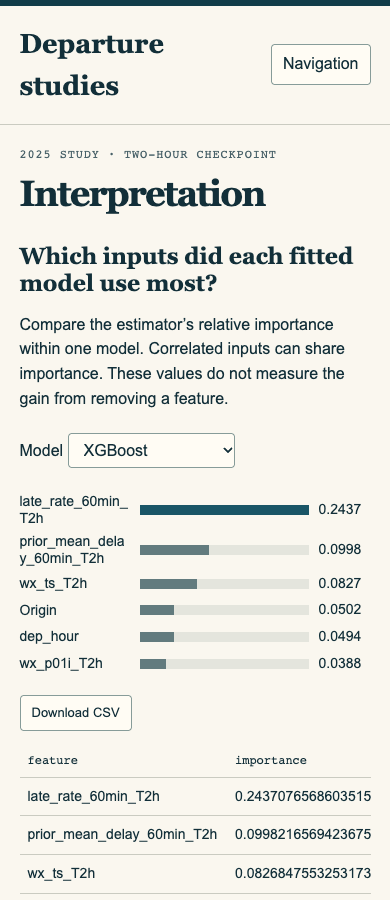 Departure
studies
Navigation
2025 STUDY · TWO-HOUR CHECKPOINT
Interpretation
Which inputs did each fitted
model use most?
Compare the estimator’s relative importance
within one model. Correlated inputs can share
importance. These values do not measure the
gain from removing a feature.
Model XGBoost
late_rate_60min_
T2h 0.2437
prior_mean_dela
y_60min_T2h 0.0998
wx_ts_T2h 0.0827
Origin 0.0502
dep_hour 0.0494
wx_p01i_T2h 0.0388
Download CSV
feature importance
late_rate_60min_T2h 0.2437076568603515
prior_mean_delay_60min_T2h 0.0998216569423675
wx_ts_T2h 0.0826847553253173